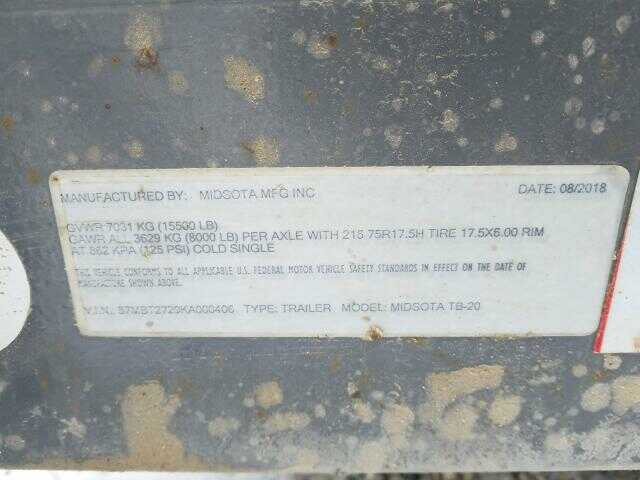 MANUFACTURED BY: MIDSOTA MFG INC DATE: 08/2018
GVWR 7031 KG (15500 LB)
GAWR ALL 3629 KG (8000 LB) PER AXLE WITH 215 75R17.5H TIRE 17.5X6.00 RIM
AT 862 KPA (125 PSI) COLD SINGLE
THIS VEHICLE CONFORMS TO ALL APPLICABLE U.S. FEDERAL MOTOR VEHICLE SAFETY STANDARDS IN EFFECT ON THE DATE OF
MANUFACTURE SHOWN ABOVE.
V.I.N.: TYPE: TRAILER MODEL: MIDSOTA TB-20